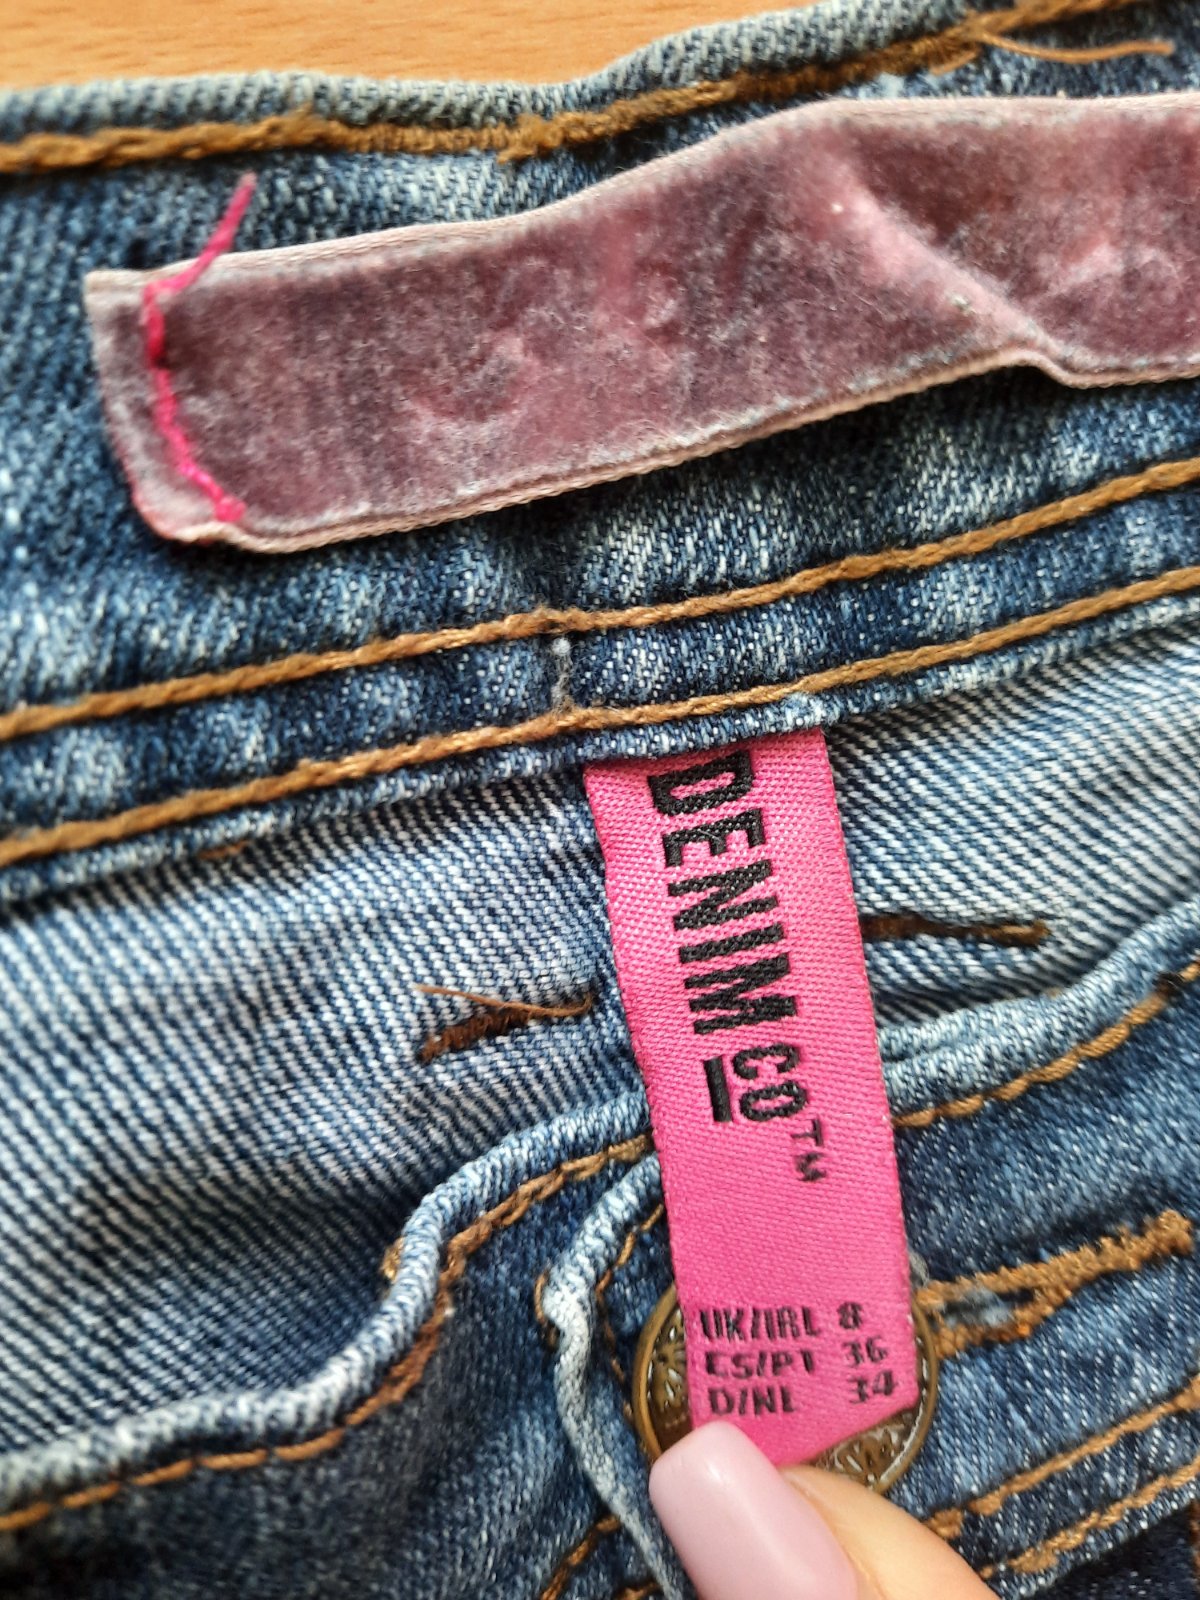 DENIM CO™
UK/IRL 8
ES/PT 36
D/NL 34